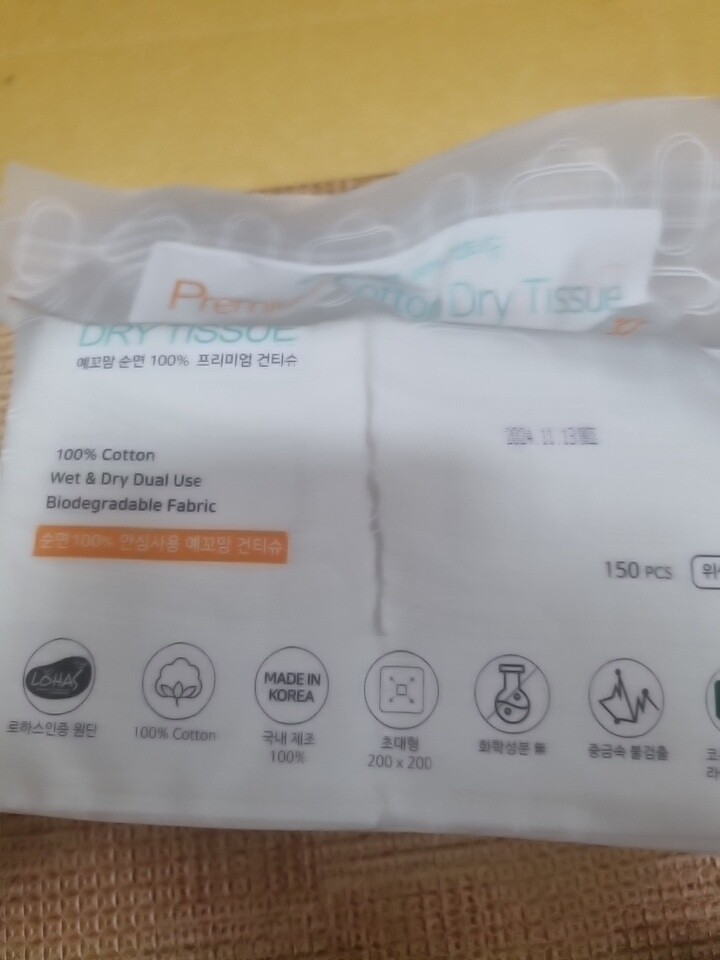 Premi
Cotton Dry Tissue
DRY TISSUE
예꼬맘 순면 100% 프리미엄 건티슈
2024.11.13
100% Cotton
Wet & Dry Dual Use
Biodegradable Fabric
순면100% 안심사용 예꼬맘 건티슈
150 PCS
LOHAS
로하스인증 원단
100% Cotton
MADE IN
KOREA
국내 제조
100%
초대형
200 x 200
화학성분 無
중금속 불검출